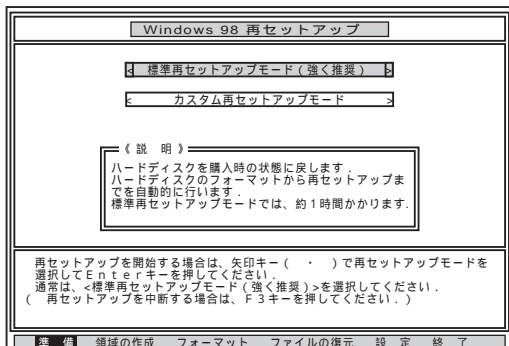 Windows 98 再セットアップ
< 標準再セットアップモード(強く推奨) >
< カスタム再セットアップモード >
《説 明》
ハードディスクを購入時の状態に戻します.
ハードディスクのフォーマットから再セットアップま
でを自動的に行います.
標準再セットアップモードでは、約1時間かかります.
再セットアップを開始する場合は、矢印キー( ・ )で再セットアップモードを
選択してEnterキーを押してください.
通常は、<標準再セットアップモード(強く推奨)>を選択してください.
( 再セットアップを中断する場合は、F3キーを押してください.)
準 備 領域の作成 フォーマット ファイルの復元 設 定 終 了